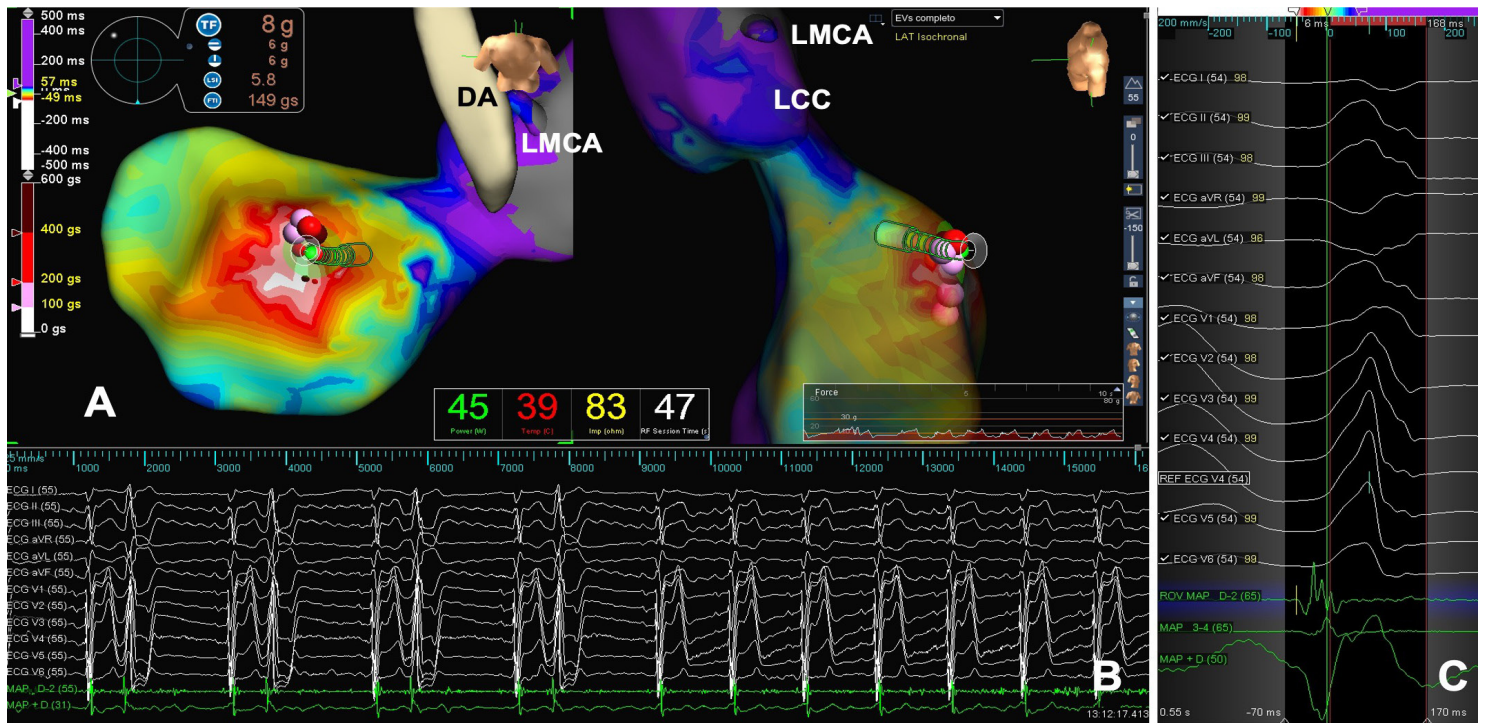 500 ms
400 ms
200 ms
57 ms
-49 ms
-200 ms
-400 ms
-500 ms
600 gs
400 gs
200 gs
100 gs
0 gs
TF 8 g
6 g
6 g
LSI 5.8
FTI 149 gs
DA
LMCA
A
LMCA
LCC
EVs completo
LAT Isochronal
55
0
-150
45 39 83 47
Power (W) Temp (C) Imp (ohm) RF Session Time (s
Force 5 10 s
60 80 g
30 g
20
5 mm/s
0 ms 1000 2000 3000 4000 5000 6000 7000 8000 9000 10000 11000 12000 13000 14000 15000 16
ECG I (55)
ECG II (55)
ECG III (55)
ECG aVR (55)
ECG aVL (55)
ECG aVF (55)
ECG V1 (55)
ECG V2 (55)
ECG V3 (55)
ECG V4 (55)
ECG V5 (55)
ECG V6 (55)
MAP D-2 (55)
MAP + D (31)
B
13:12:17.413
200 mm/s 6 ms 168 ms
-200 -100 0 100 200
ECG I (54) 98
ECG II (54) 99
ECG III (54) 98
ECG aVR (54) 99
ECG aVL (54) 96
ECG aVF (54) 98
ECG V1 (54) 98
ECG V2 (54) 98
ECG V3 (54) 99
ECG V4 (54) 99
REF ECG V4 (54)
ECG V5 (54) 99
ECG V6 (54) 99
ROV MAP D-2 (65)
MAP 3-4 (65)
MAP + D (50)
C
0.55 s -70 ms 170 ms